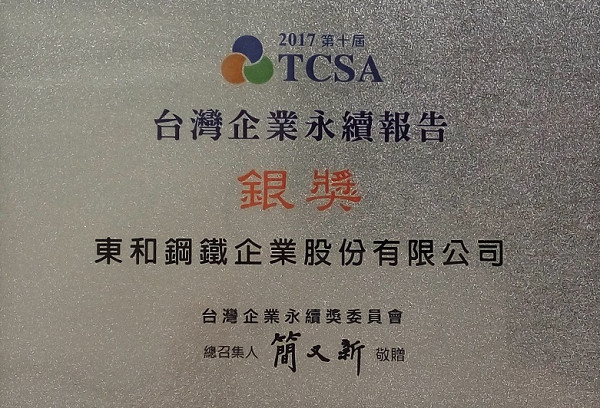 2017 第十屆
TCSA
台灣企業永續報告
銀獎
東和鋼鐵企業股份有限公司
台灣企業永續獎委員會
總召集人 簡又新 敬贈